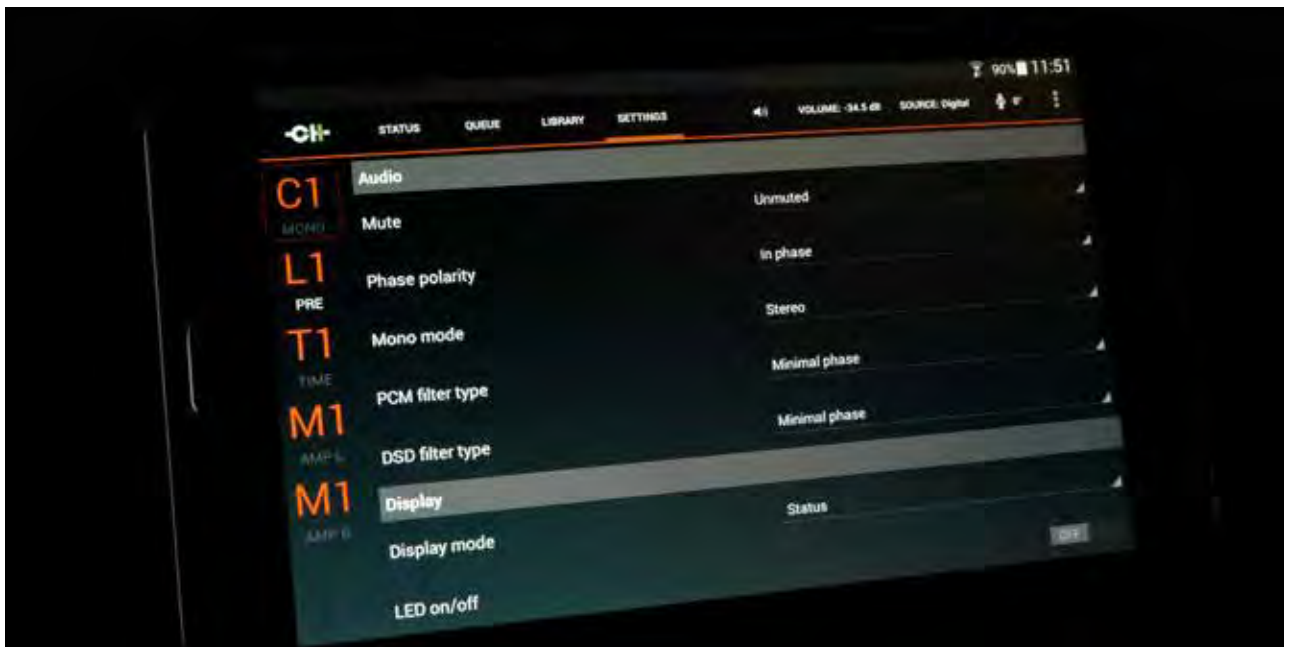 90% 11:51
-CH- STATUS QUEUE LIBRARY SETTINGS VOLUME: -34.5 dB SOURCE: Digital 0°
C1
MONO
L1
PRE
T1
TIME
M1
AMP L
M1
AMP R
Audio
Mute Unmuted
Phase polarity In phase
Mono mode Stereo
PCM filter type Minimal phase
DSD filter type Minimal phase
Display
Display mode Status
LED on/off OFF